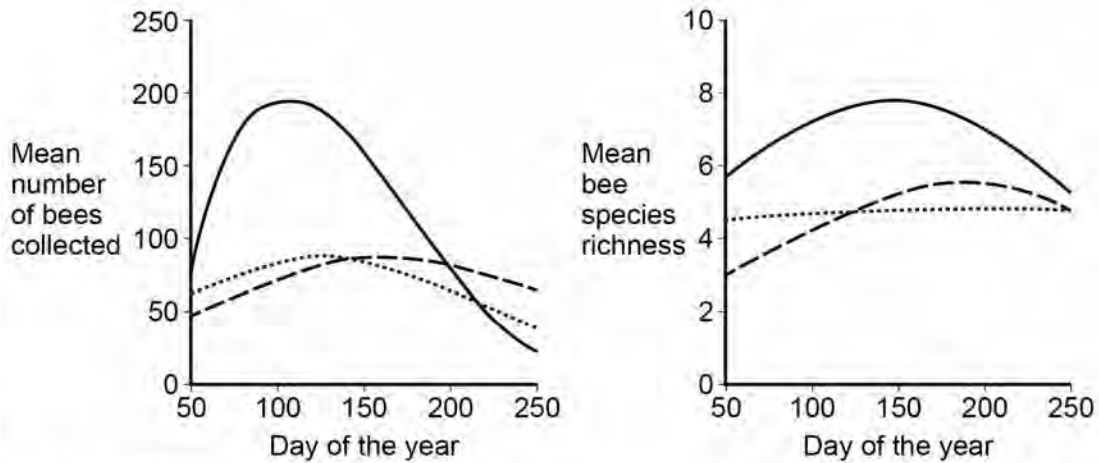 250
200
150
100
50
0
Mean
number
of bees
collected
50 100 150 200 250
Day of the year
10
8
6
4
2
0
Mean
bee
species
richness
50 100 150 200 250
Day of the year